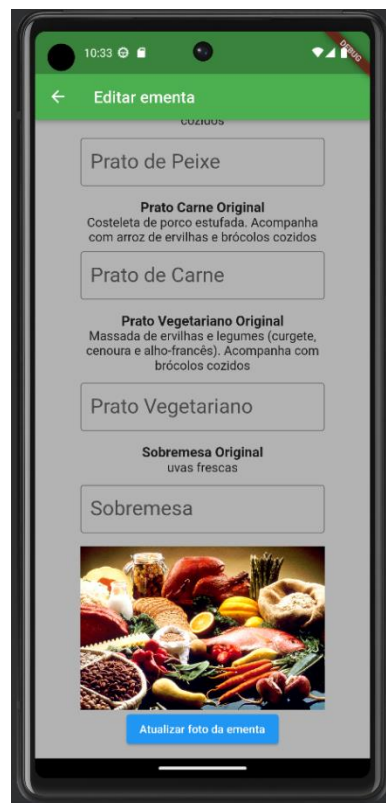 10:33
DEBUG
Editar ementa
cozidos
Prato de Peixe
Prato Carne Original
Costeleta de porco estufada. Acompanha
com arroz de ervilhas e brócolos cozidos
Prato de Carne
Prato Vegetariano Original
Massada de ervilhas e legumes (curgete,
cenoura e alho-francês). Acompanha com
brócolos cozidos
Prato Vegetariano
Sobremesa Original
uvas frescas
Sobremesa
Atualizar foto da ementa